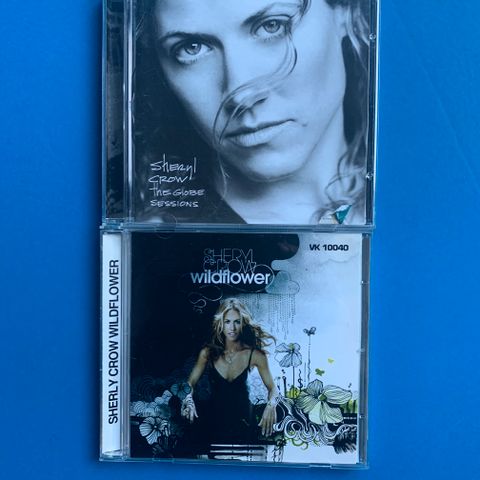 Sheryl
Crow
The Globe
Sessions
SHERLY CROW WILDFLOWER
VK 10040
SHERYL
CROW
wildflower